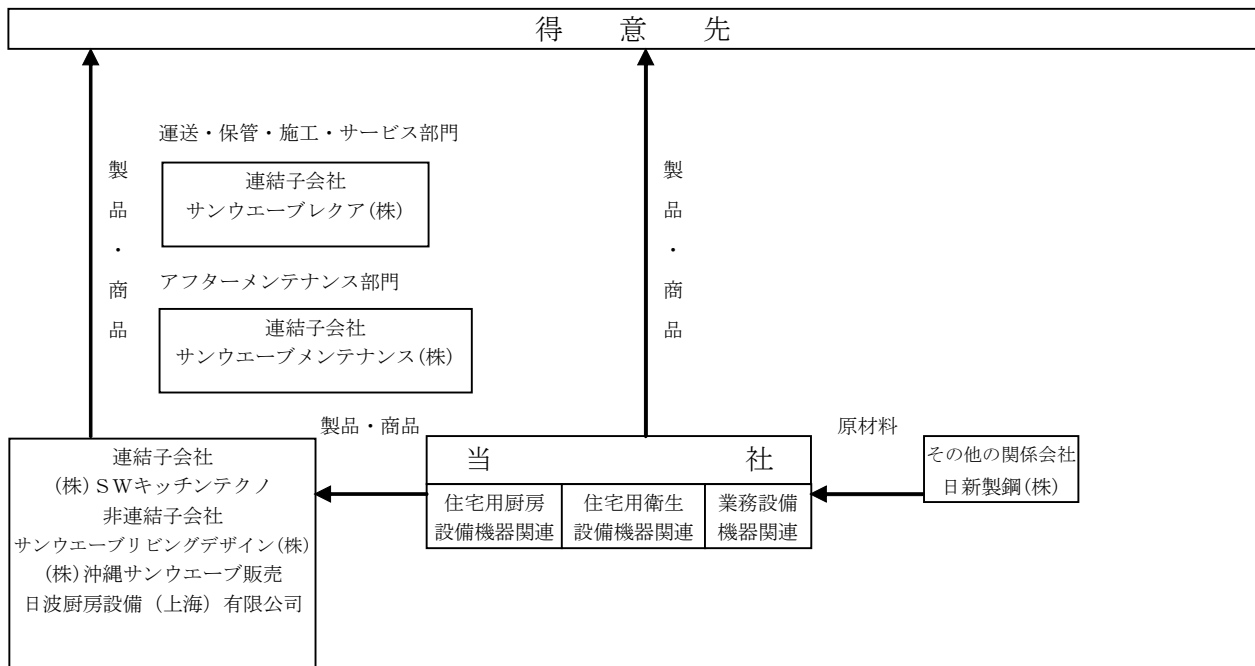 得意先
運送・保管・施工・サービス部門
製品・商品
連結子会社
サンウエーブレクア(株)
製品・商品
アフターメンテナンス部門
連結子会社
サンウエーブメンテナンス(株)
製品・商品
原材料
連結子会社
(株)ＳＷキッチンテクノ
非連結子会社
サンウエーブリビングデザイン(株)
(株)沖縄サンウエーブ販売
日波厨房設備（上海）有限公司
当社
住宅用厨房
設備機器関連
住宅用衛生
設備機器関連
業務設備
機器関連
その他の関係会社
日新製鋼(株)